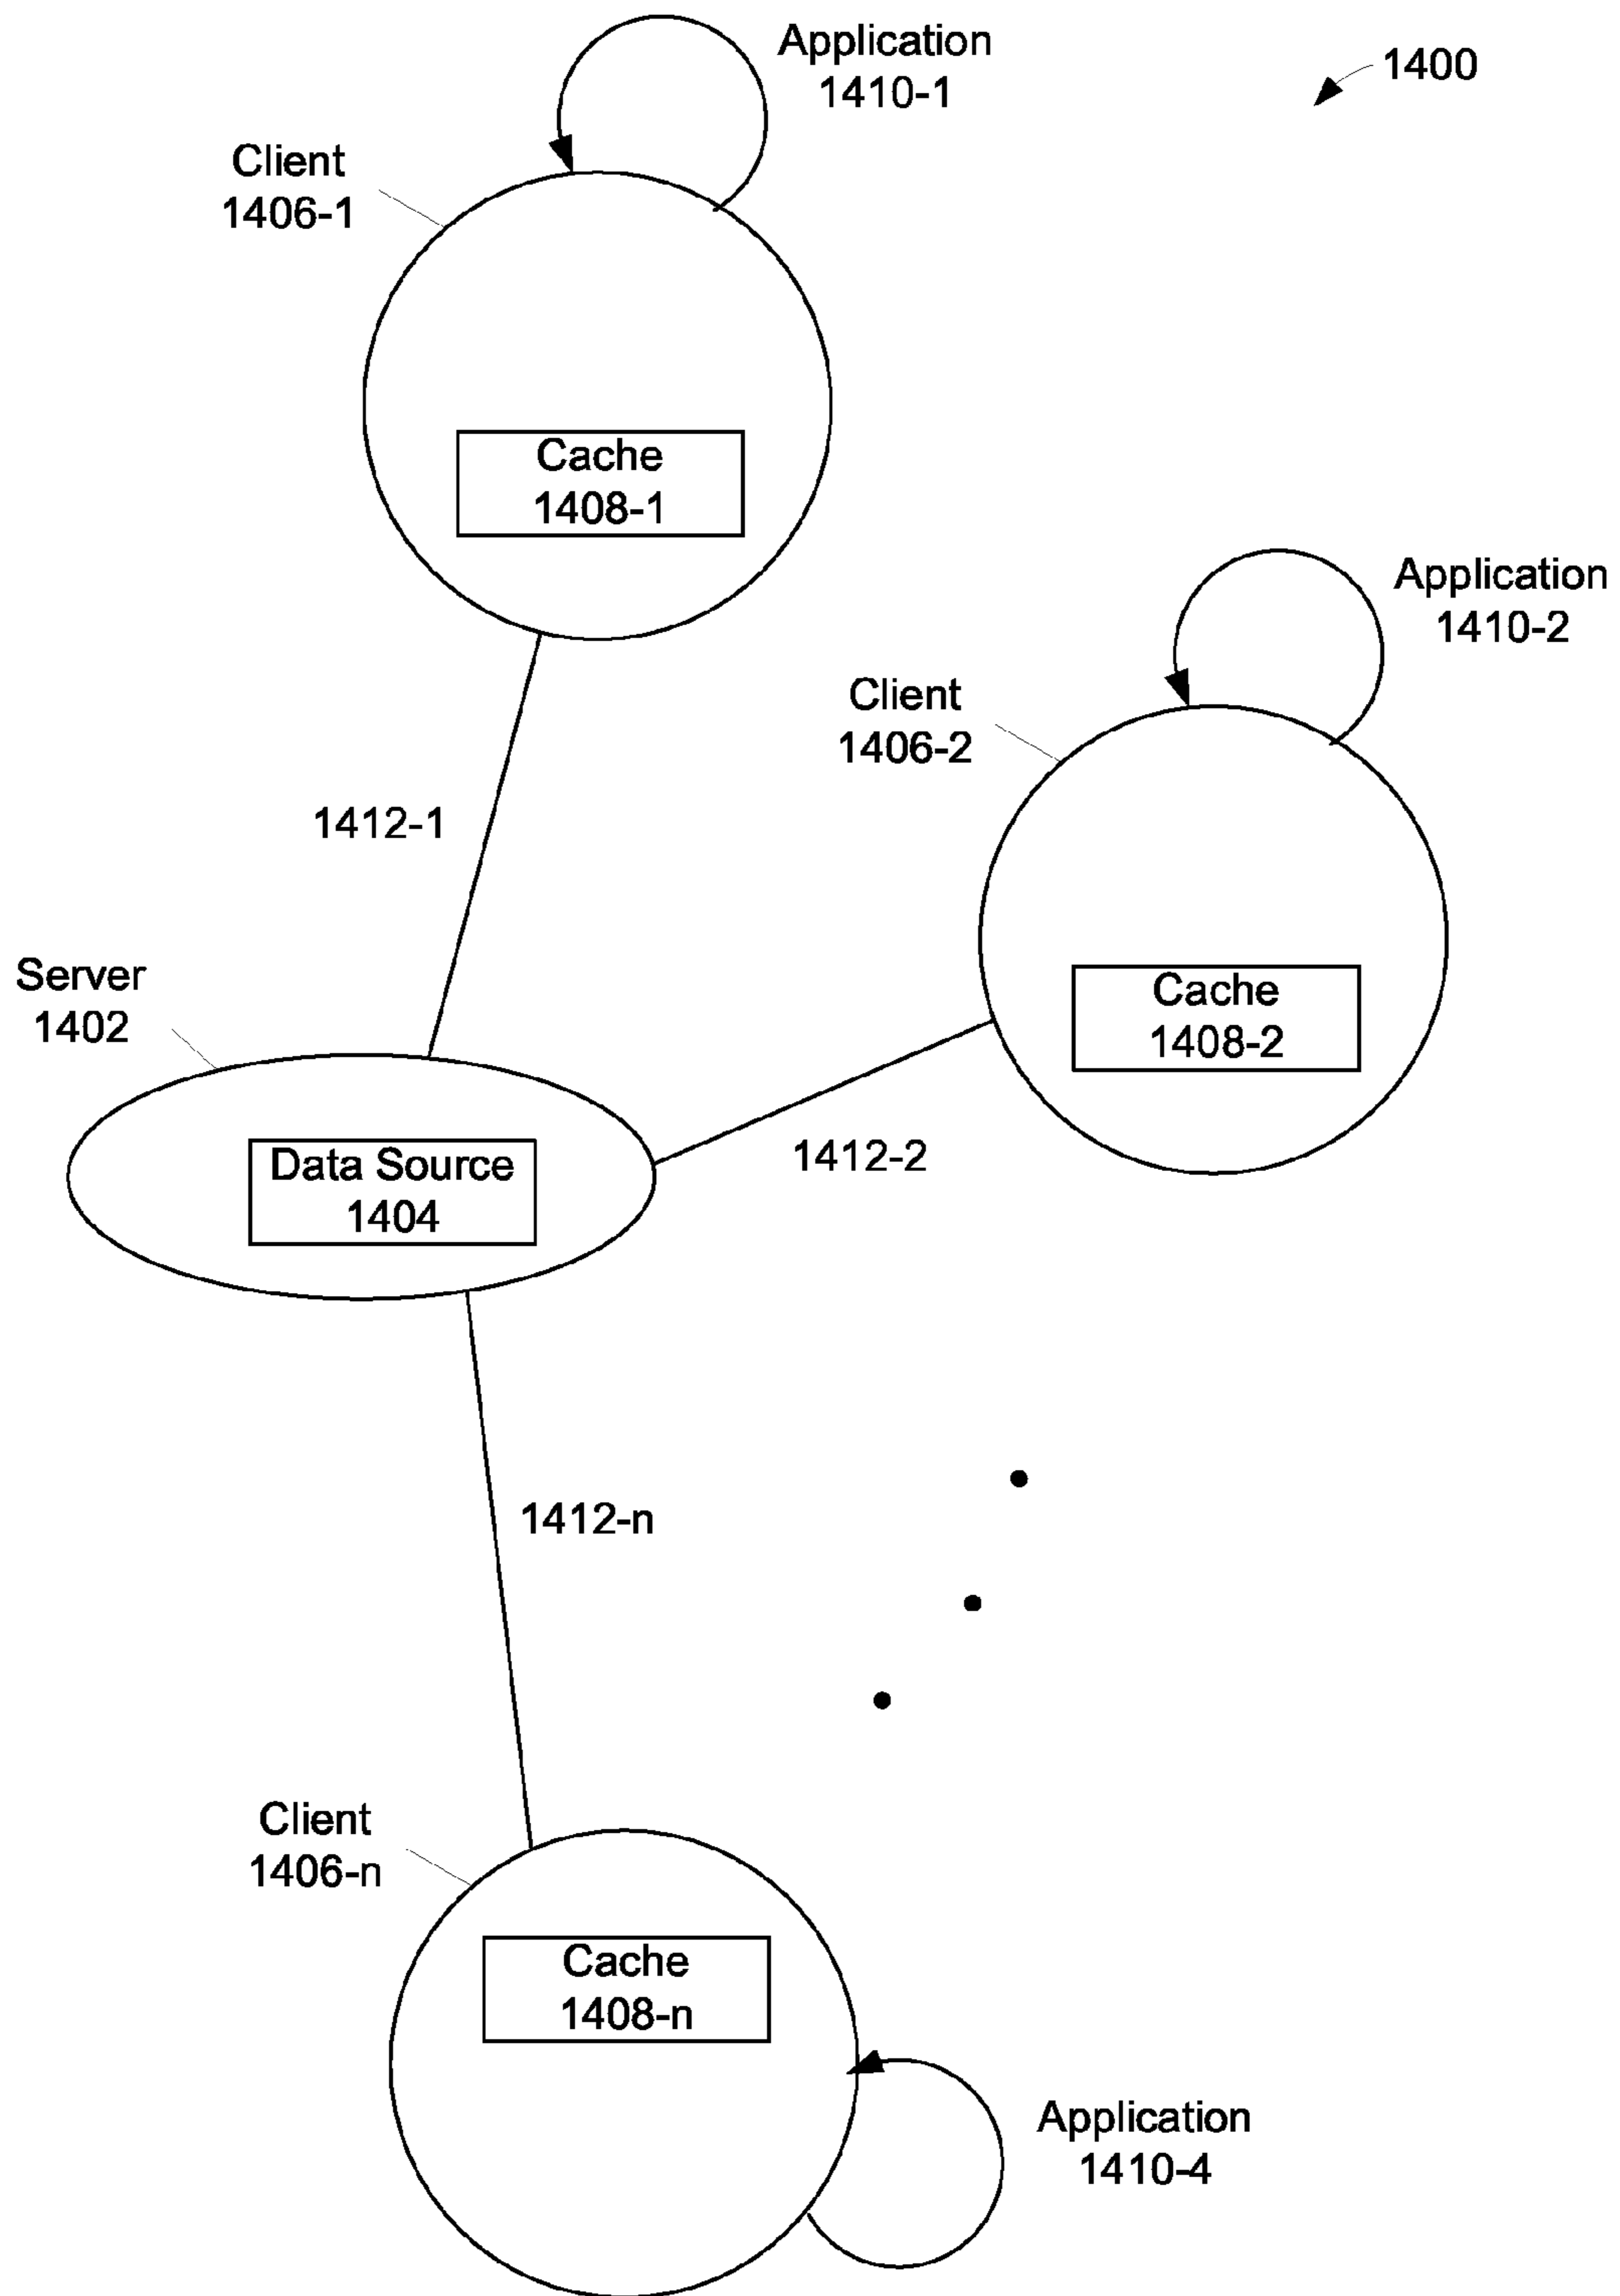 Application
1410-1
1400
Client
1406-1
Cache
1408-1
Application
1410-2
Client
1406-2
1412-1
Server
1402
Cache
1408-2
Data Source
1404
1412-2
1412-n
Client
1406-n
Cache
1408-n
Application
1410-4